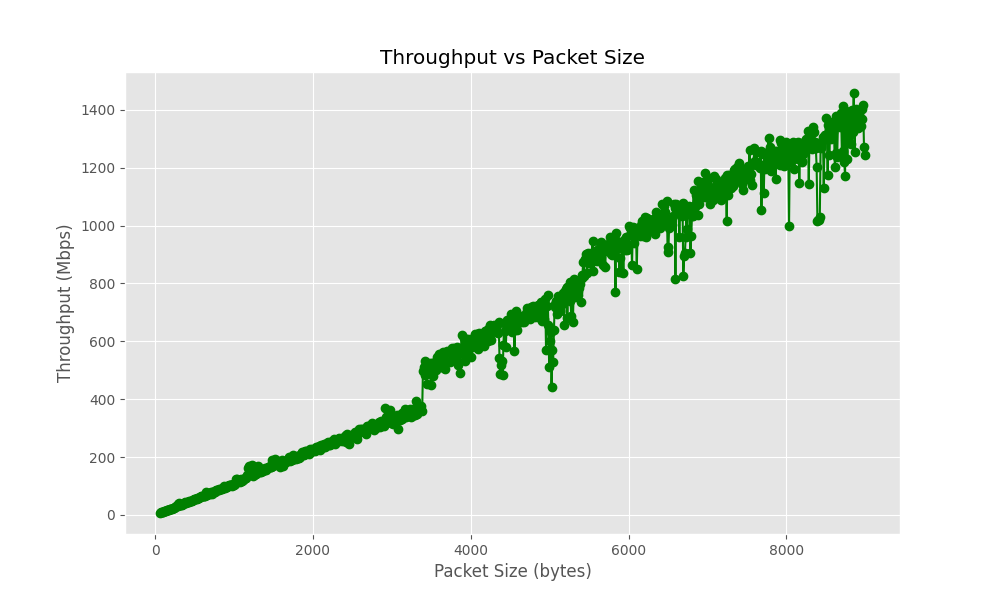 Throughput vs Packet Size
1400
1200
1000
800
600
400
200
0
Throughput (Mbps)
0 2000 4000 6000 8000
Packet Size (bytes)